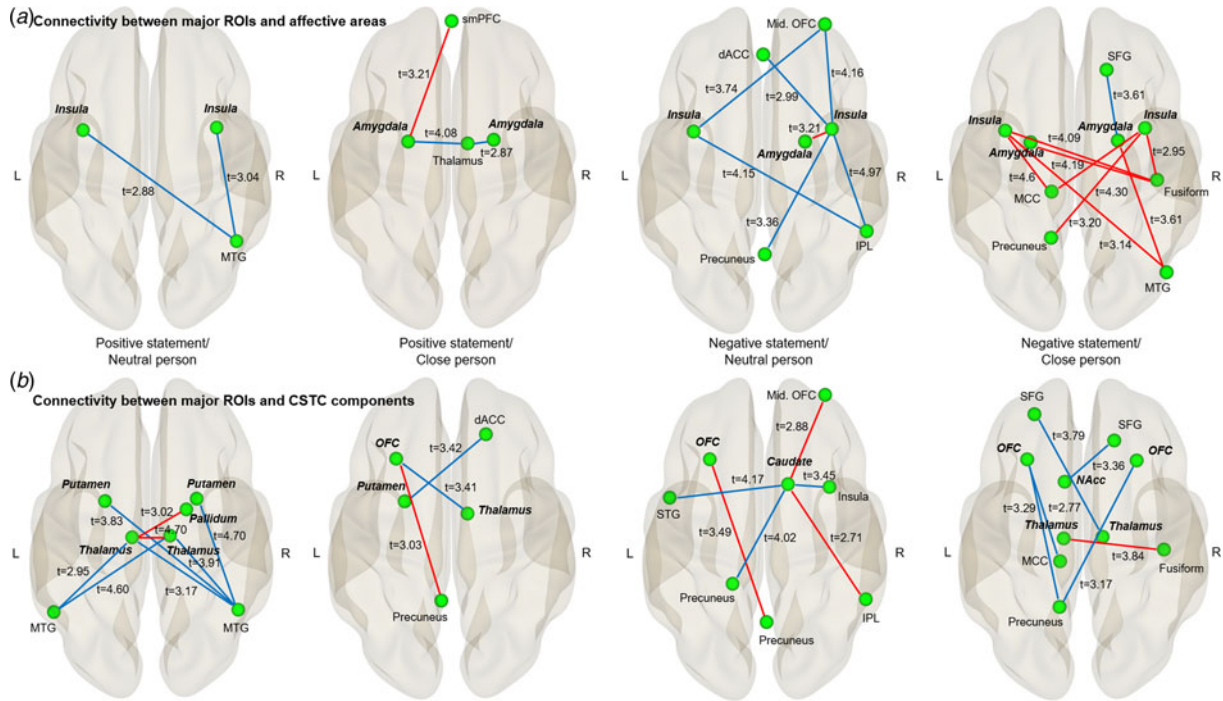 (a) Connectivity between major ROIs and affective areas
Insula
Insula
t=2.88
t=3.04
L
MTG
Positive statement/
Neutral person
smPFC
t=3.21
Amygdala
t=4.08
Amygdala
Thalamus
t=2.87
L
R
Positive statement/
Close person
Mid. OFC
dACC
t=3.74
t=4.16
t=2.99
Insula
Insula
t=3.21
Amygdala
t=4.15
t=4.97
t=3.36
Precuneus
IPL
L
R
Negative statement/
Neutral person
SFG
t=3.61
Insula
Insula
Amygdala
t=4.09
Amygdala
t=2.95
t=4.19
t=4.6
t=4.30
MCC
Fusiform
t=3.20
t=3.61
Precuneus
t=3.14
MTG
L
R
Negative statement/
Close person
(b) Connectivity between major ROIs and CSTC components
Putamen
Putamen
t=3.02
Pallidum
t=3.83
t=4.70
t=4.70
Thalamus
Thalamus
t=2.95
t=3.91
t=4.60
t=3.17
MTG
MTG
L
R
dACC
OFC
t=3.42
t=3.41
Putamen
Thalamus
t=3.03
Precuneus
L
R
Mid. OFC
t=2.88
OFC
Caudate
t=4.17
t=3.45
STG
Insula
t=3.49
t=4.02
t=2.71
Precuneus
Precuneus
IPL
L
R
SFG
SFG
t=3.79
OFC
OFC
t=3.36
NAcc
t=3.29
t=2.77
Thalamus
Thalamus
MCC
t=3.84
Fusiform
t=3.17
Precuneus
L
R